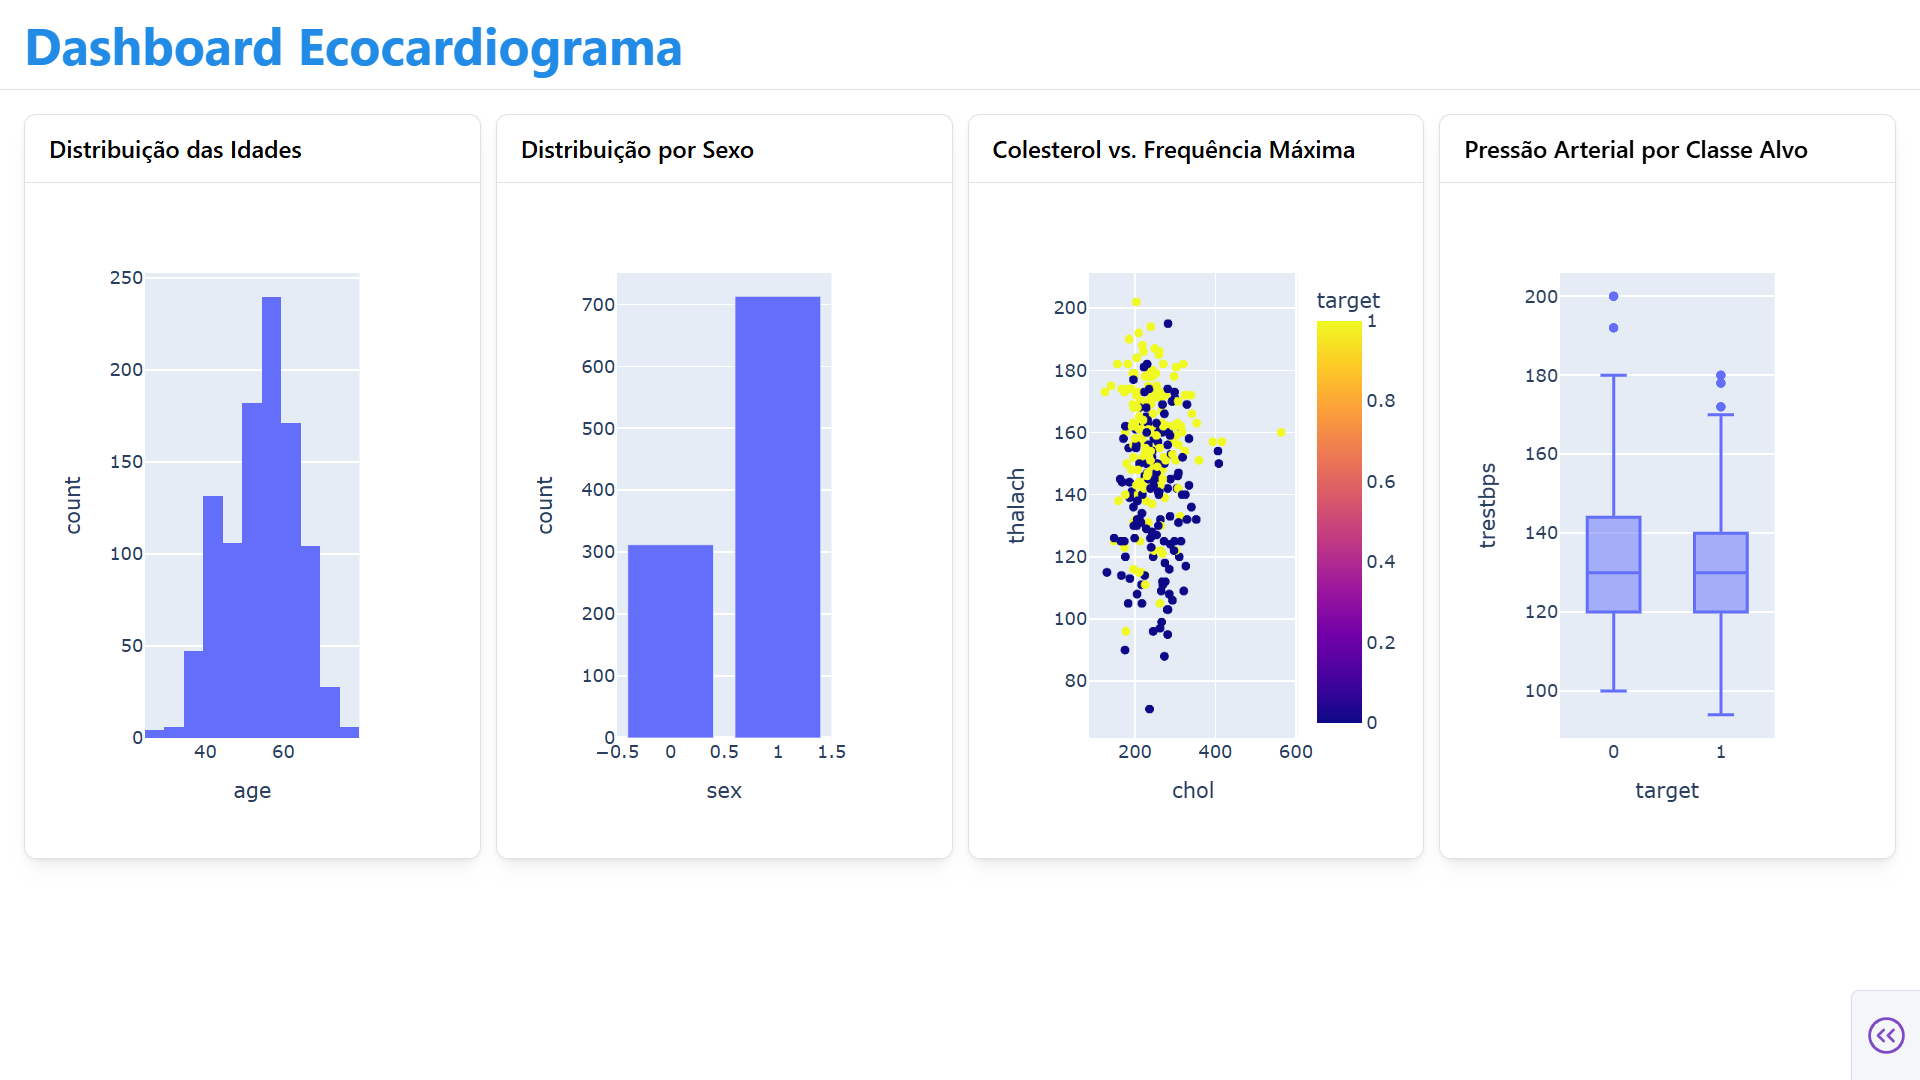 Dashboard Ecocardiograma
Distribuição das Idades
250
200
150
100
50
0
count
40 60
age
Distribuição por Sexo
700
600
500
400
300
200
100
0
count
−0.5 0 0.5 1 1.5
sex
Colesterol vs. Frequência Máxima
200
180
160
140
120
100
80
thalach
200 400 600
chol
target
1
0.8
0.6
0.4
0.2
0
Pressão Arterial por Classe Alvo
200
180
160
140
120
100
trestbps
0 1
target